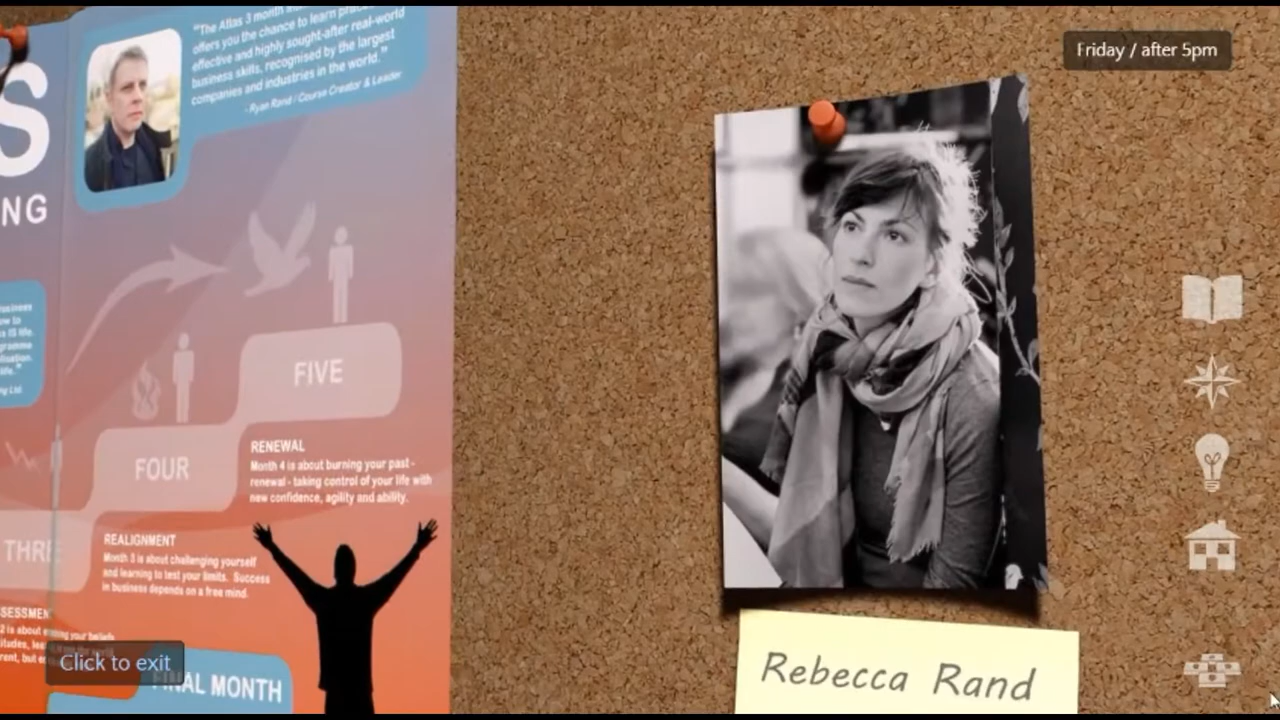 "The Atlas 3 month
offers you the chance to learn
effective and highly sought-after real-world
business skills, recognised by the largest
companies and industries in the world."
- Ryan Rand / Course Creator & Leader
Friday / after 5pm
S
NG
FIVE
RENEWAL
Month 4 is about burning your past -
renewal - taking control of your life with
new confidence, agility and ability.
FOUR
THRE
REALIGNMENT
Month 3 is about challenging yourself
and learning to test your limits. Success
in business depends on a free mind.
Click to exit
FINAL MONTH
Rebecca Rand